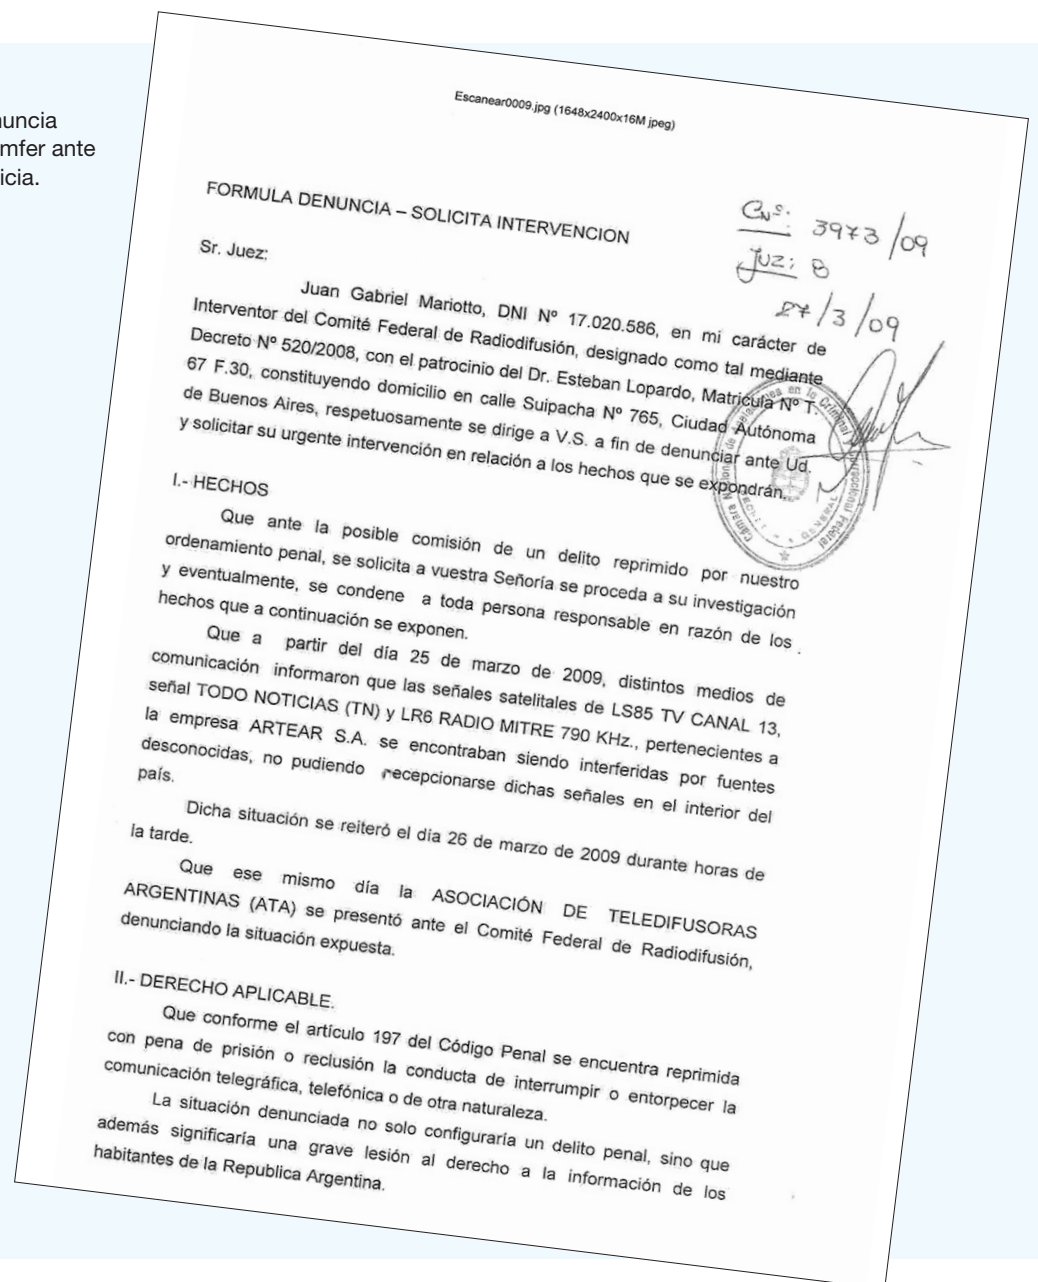 nuncia
mfer ante
icia.
Escanear0009.jpg (1648x2400x16M jpeg)
FORMULA DENUNCIA – SOLICITA INTERVENCION
3973/09
Juz: 8
27/3/09
Sr. Juez:
Juan Gabriel Mariotto, DNI Nº 17.020.586, en mi carácter de
Interventor del Comité Federal de Radiodifusión, designado como tal mediante
Decreto Nº 520/2008, con el patrocinio del Dr. Esteban Lopardo, Matricula Nº T.
67 F.30, constituyendo domicilio en calle Suipacha Nº 765, Ciudad Autónoma
de Buenos Aires, respetuosamente se dirige a V.S. a fin de denunciar ante Ud.
y solicitar su urgente intervención en relación a los hechos que se expondrán.
I.- HECHOS
Que ante la posible comisión de un delito reprimido por nuestro
ordenamiento penal, se solicita a vuestra Señoría se proceda a su investigación
y eventualmente, se condene a toda persona responsable en razón de los
hechos que a continuación se exponen.
Que a partir del día 25 de marzo de 2009, distintos medios de
comunicación informaron que las señales satelitales de LS85 TV CANAL 13,
señal TODO NOTICIAS (TN) y LR6 RADIO MITRE 790 KHz., pertenecientes a
la empresa ARTEAR S.A. se encontraban siendo interferidas por fuentes
desconocidas, no pudiendo recepcionarse dichas señales en el interior del
país.
Dicha situación se reiteró el día 26 de marzo de 2009 durante horas de
la tarde.
Que ese mismo día la ASOCIACIÓN DE TELEDIFUSORAS
ARGENTINAS (ATA) se presentó ante el Comité Federal de Radiodifusión,
denunciando la situación expuesta.
II.- DERECHO APLICABLE.
Que conforme el artículo 197 del Código Penal se encuentra reprimida
con pena de prisión o reclusión la conducta de interrumpir o entorpecer la
comunicación telegráfica, telefónica o de otra naturaleza.
La situación denunciada no solo configuraría un delito penal, sino que
además significaría una grave lesión al derecho a la información de los
habitantes de la Republica Argentina.